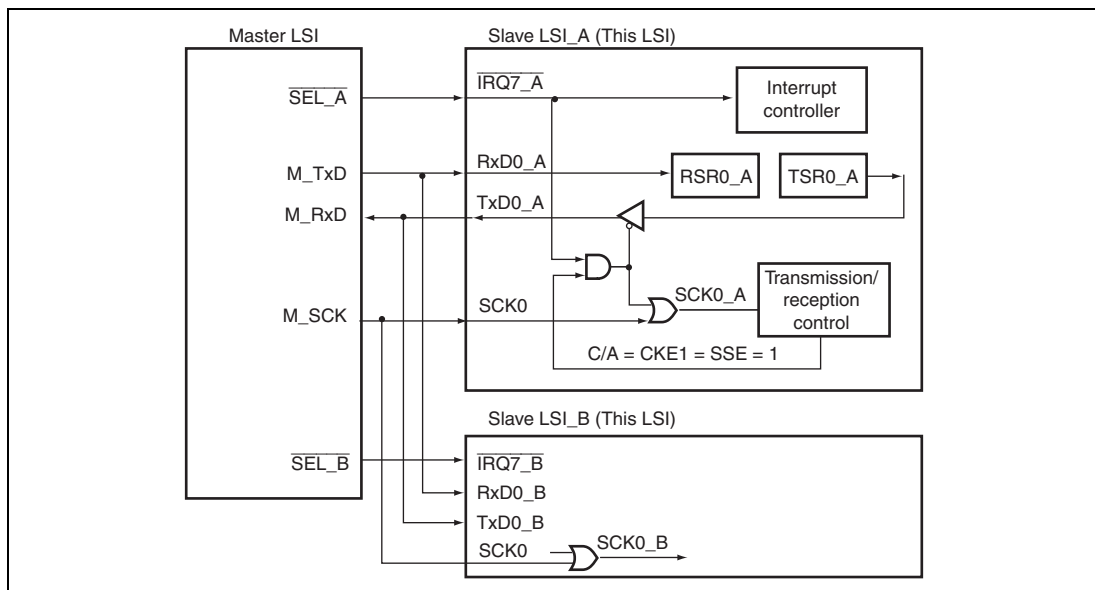 Master LSI
SEL_A
M_TxD
M_RxD
M_SCK
SEL_B
Slave LSI_A (This LSI)
IRQ7_A
Interrupt
controller
RxD0_A
RSR0_A
TSR0_A
TxD0_A
Transmission/
reception
control
SCK0_A
SCK0
C/A = CKE1 = SSE = 1
Slave LSI_B (This LSI)
IRQ7_B
RxD0_B
TxD0_B
SCK0
SCK0_B